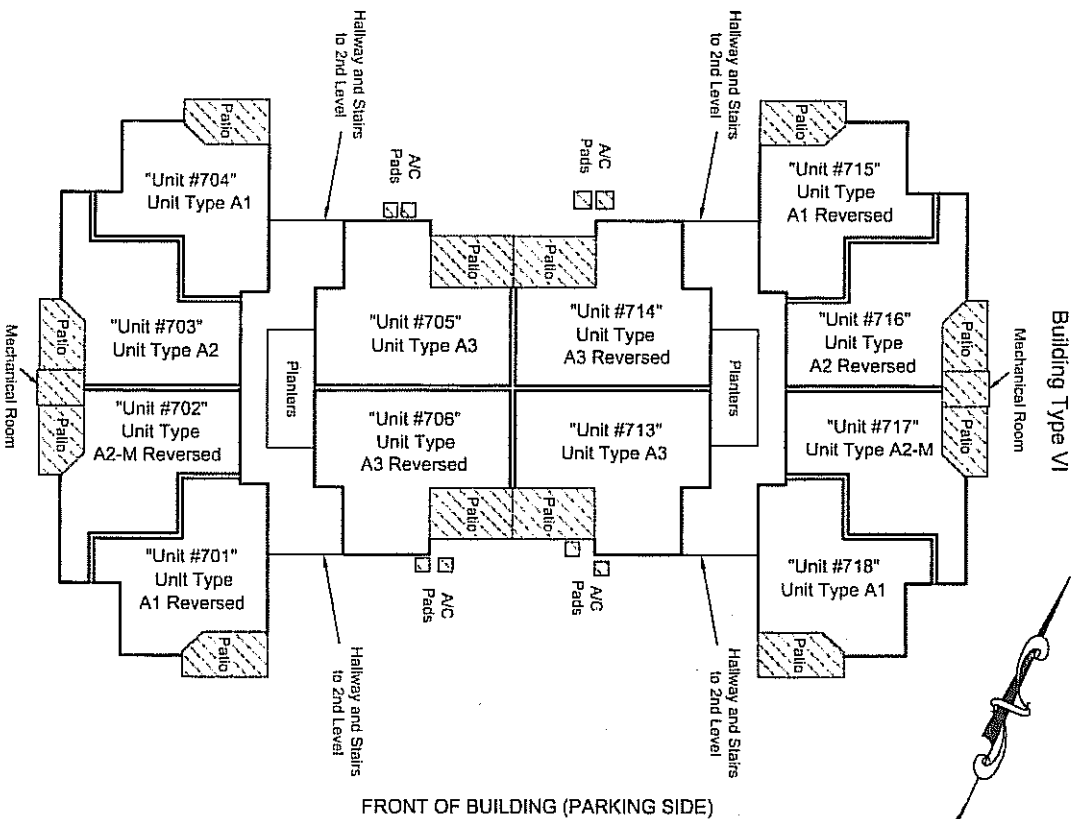 Building Type VI
Hallway and Stairs
to 2nd Level
Hallway and Stairs
to 2nd Level
A/C
Pads
A/C
Pads
Patio
"Unit #704"
Unit Type A1
Patio
"Unit #715"
Unit Type
A1 Reversed
Patio
Patio
"Unit #703"
Unit Type A2
"Unit #705"
Unit Type A3
"Unit #714"
Unit Type
A3 Reversed
"Unit #716"
Unit Type
A2 Reversed
Patio
Patio
Mechanical Room
Mechanical Room
Planters
Planters
"Unit #702"
Unit Type
A2-M Reversed
"Unit #706"
Unit Type
A3 Reversed
"Unit #713"
Unit Type A3
"Unit #717"
Unit Type A2-M
Patio
Patio
Patio
Patio
"Unit #701"
Unit Type
A1 Reversed
"Unit #718"
Unit Type A1
Patio
Patio
A/C
Pads
A/C
Pads
Hallway and Stairs
to 2nd Level
Hallway and Stairs
to 2nd Level
FRONT OF BUILDING (PARKING SIDE)